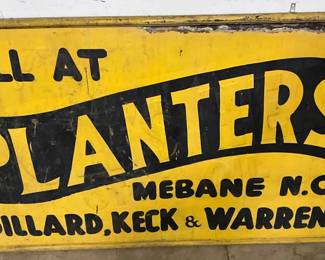 LL AT
PLANTERS
MEBANE N.C
DILLARD, KECK & WARREN